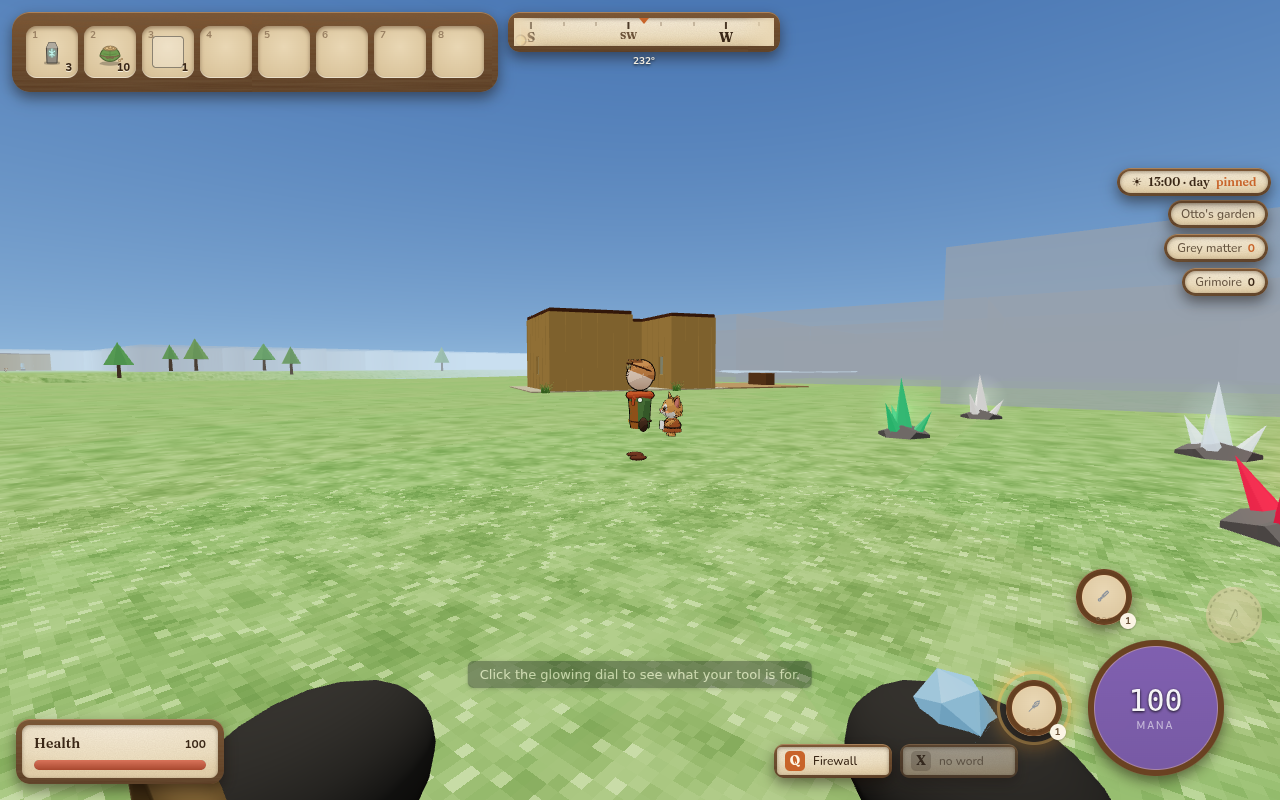 1 2 3 4 5 6 7 8
3 10 1
S SW W
232°
13:00 · day pinned
Otto's garden
Grey matter 0
Grimoire 0
1
Click the glowing dial to see what your tool is for.
100
MANA
1
Health 100
Q Firewall X no word